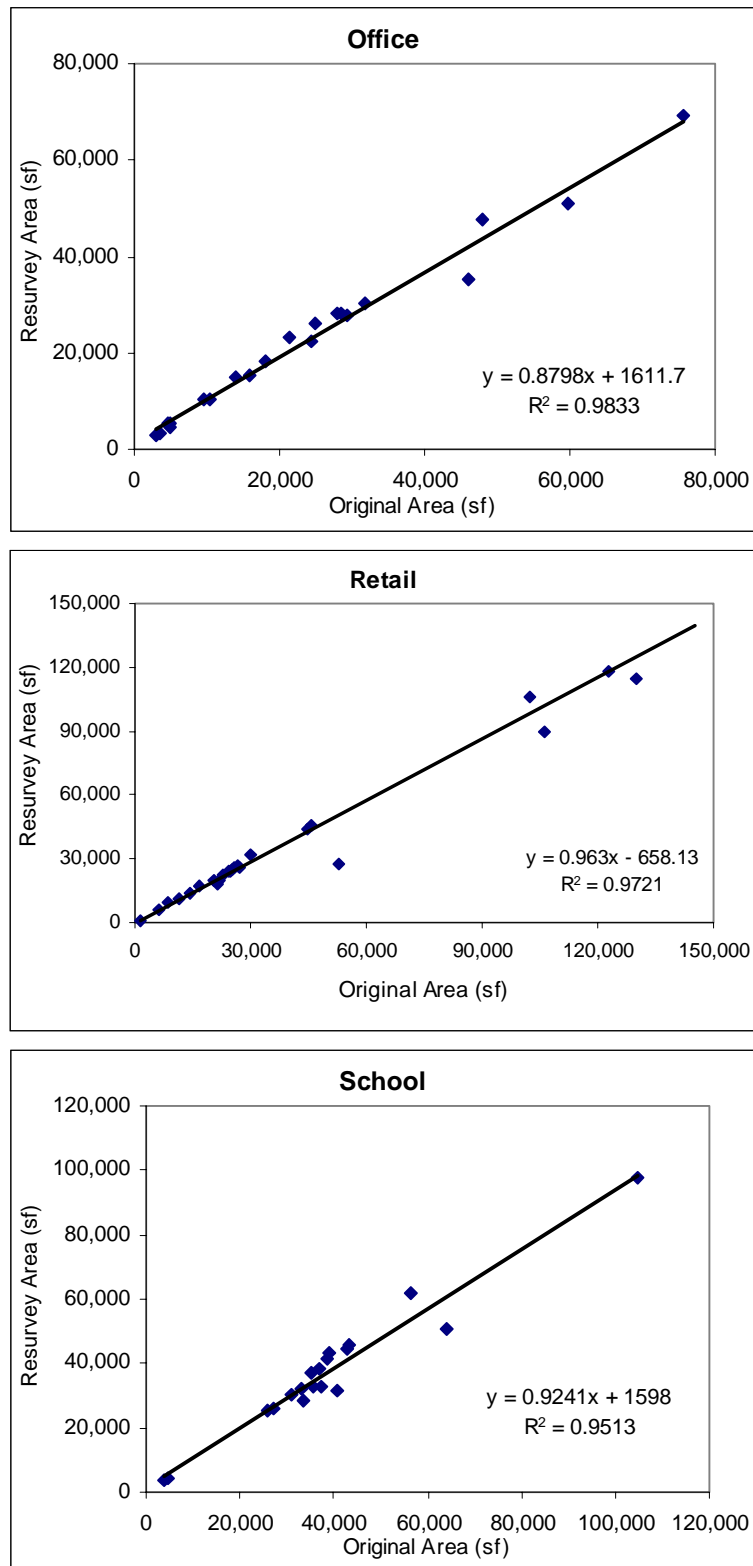 Office
80,000
60,000
40,000
20,000
0
Resurvey Area (sf)
y = 0.8798x + 1611.7
R² = 0.9833
0 20,000 40,000 60,000 80,000
Original Area (sf)
Retail
150,000
120,000
90,000
60,000
30,000
0
Resurvey Area (sf)
y = 0.963x - 658.13
R² = 0.9721
0 30,000 60,000 90,000 120,000 150,000
Original Area (sf)
School
120,000
100,000
80,000
60,000
40,000
20,000
0
Resurvey Area (sf)
y = 0.9241x + 1598
R² = 0.9513
0 20,000 40,000 60,000 80,000 100,000 120,000
Original Area (sf)